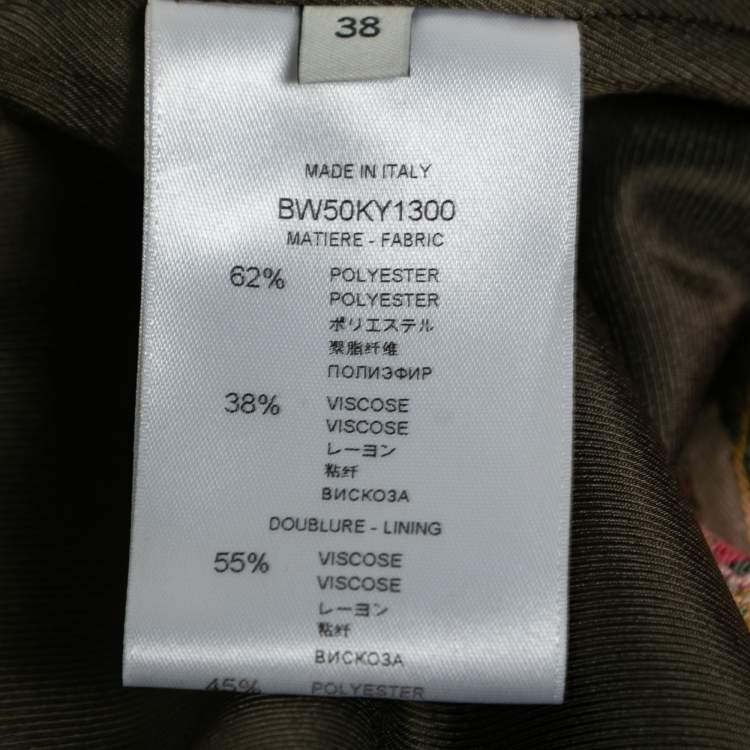 38
MADE IN ITALY
BW50KY1300
MATIERE - FABRIC
62% POLYESTER
POLYESTER
ポリエステル
聚脂纤维
ПОЛИЭФИР
38% VISCOSE
VISCOSE
レーヨン
粘纤
ВИСКОЗА
DOUBLURE - LINING
55% VISCOSE
VISCOSE
レーヨン
粘纤
ВИСКОЗА
45% POLYESTER